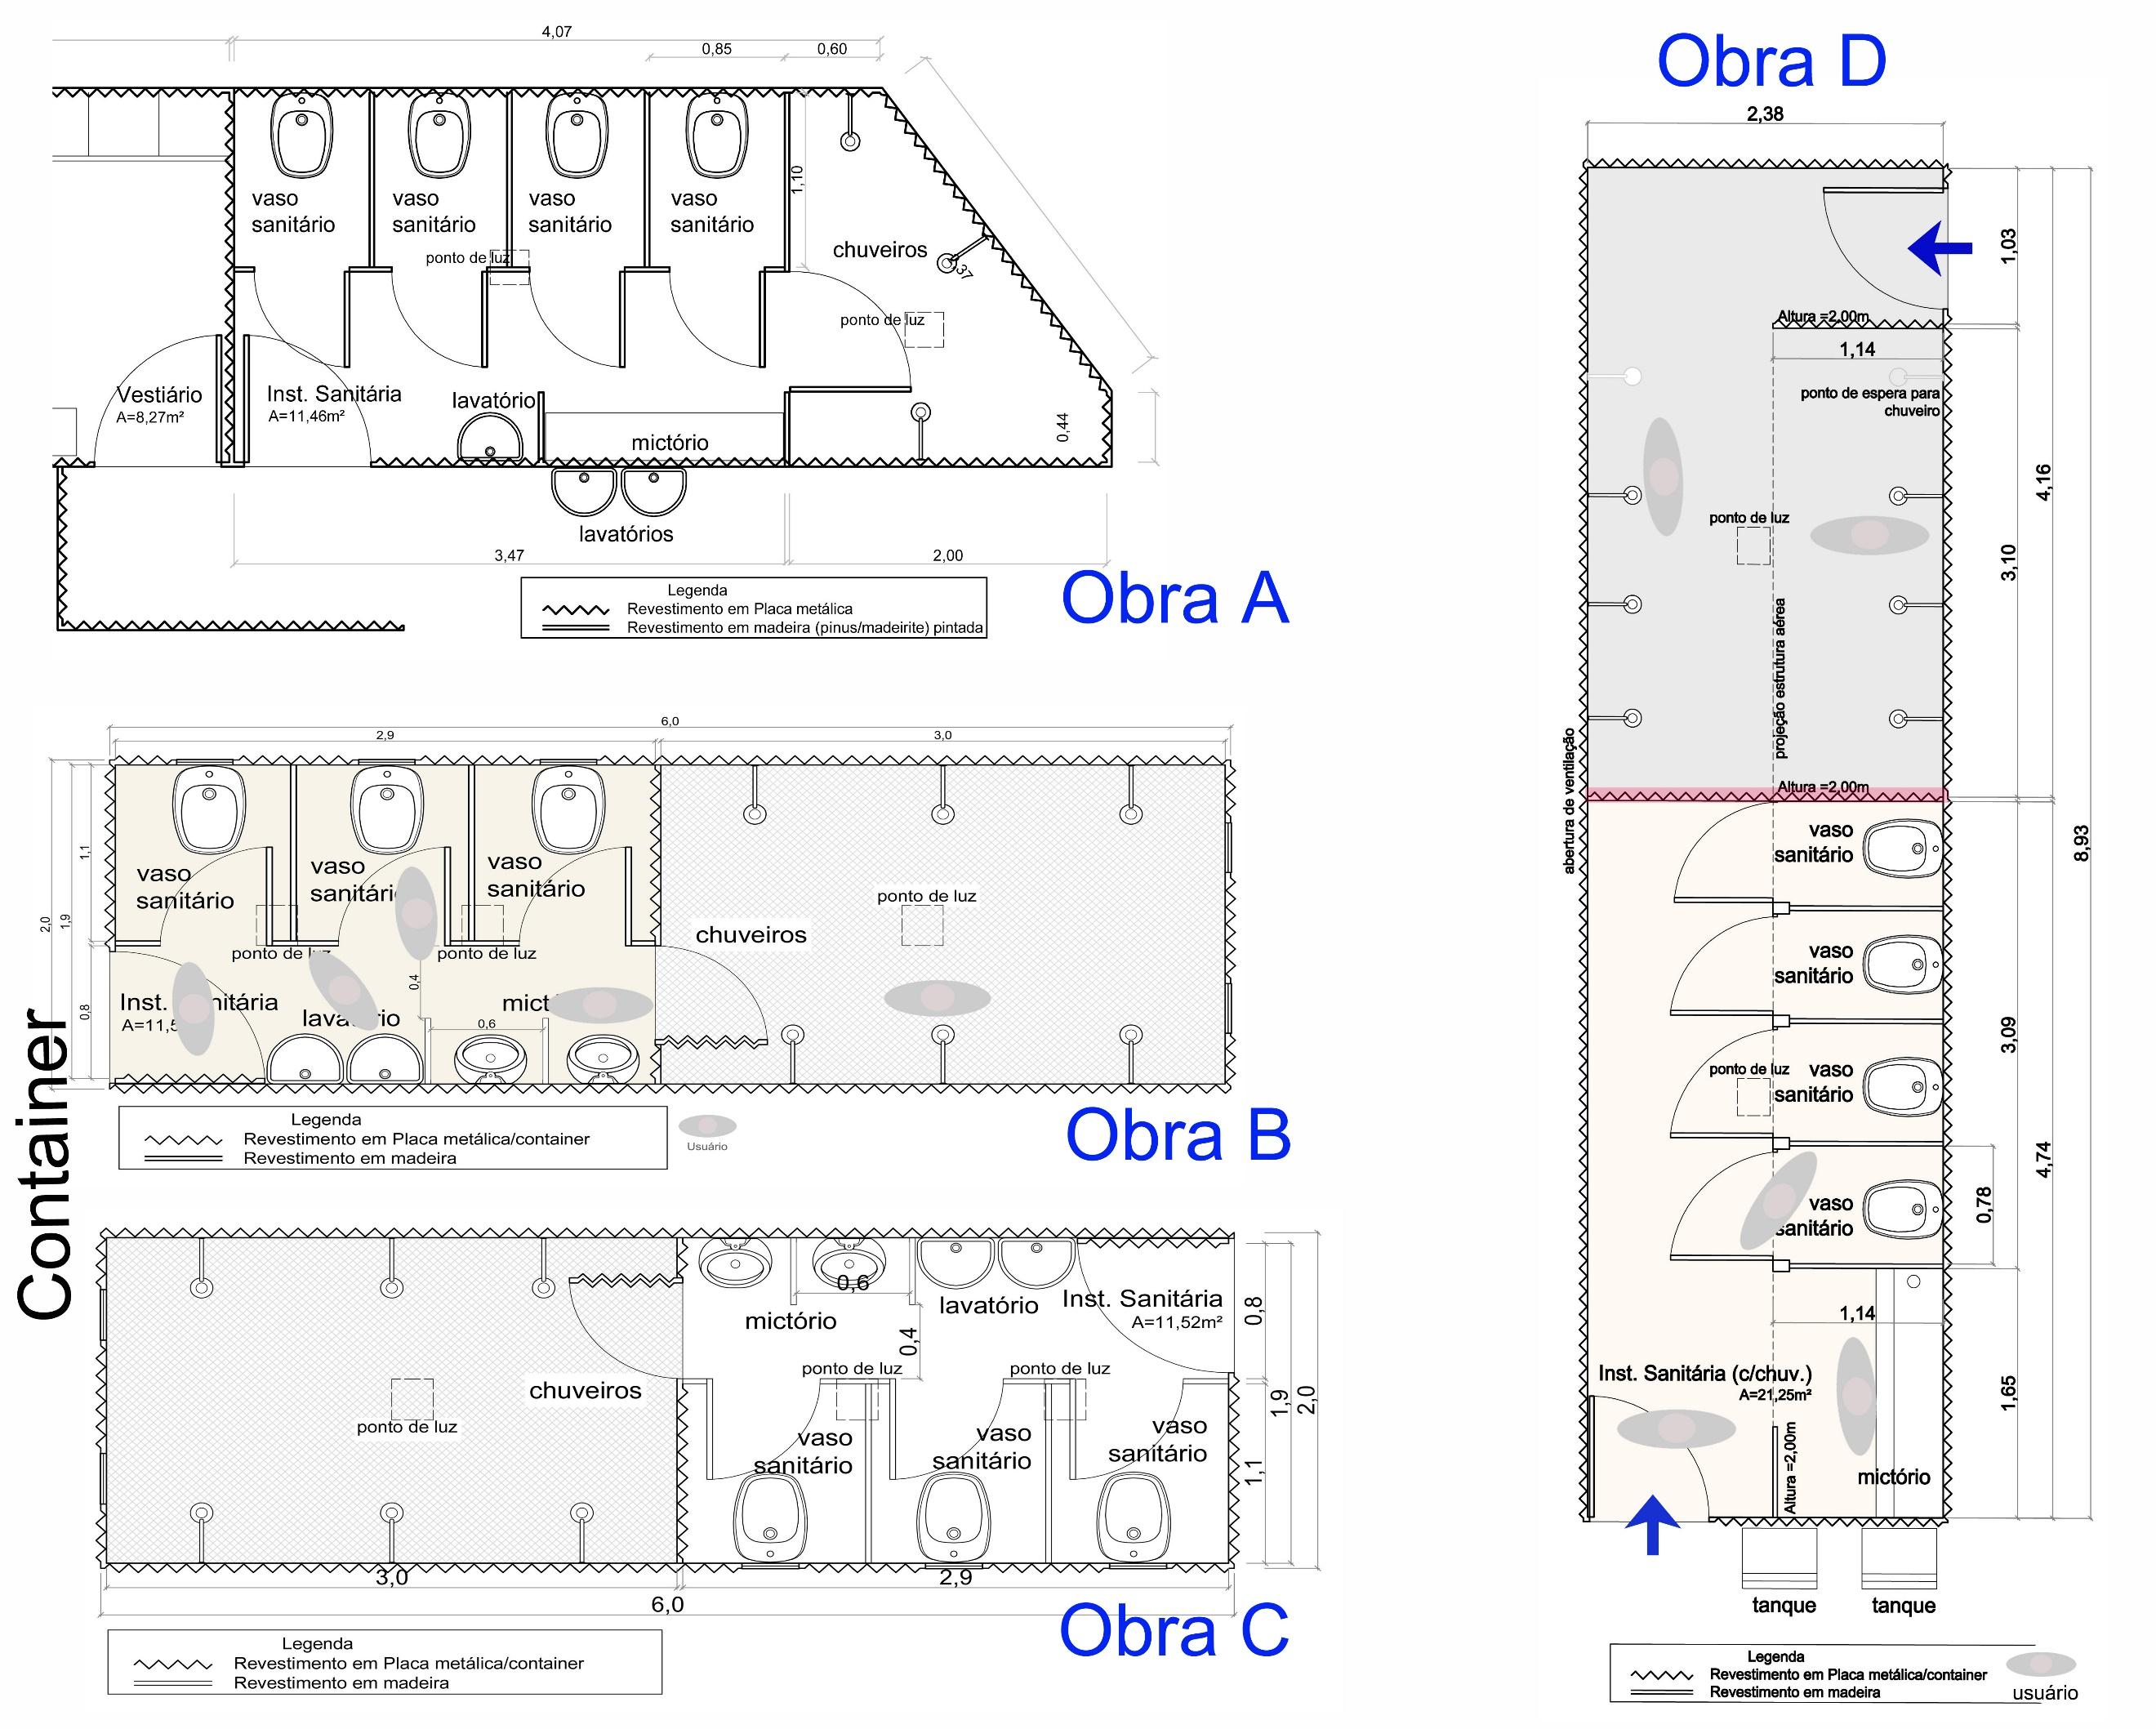 4,07
0,85
0,60
vaso
sanitário
vaso
sanitário
vaso
sanitário
vaso
sanitário
1,10
ponto de luz
chuveiros
ponto de luz
Vestiário
A=8,27m²
Inst. Sanitária
A=11,46m²
lavatório
mictório
0,44
lavatórios
3,47
2,00
Legenda
Revestimento em Placa metálica
Revestimento em madeira (pinus/madeirite) pintada
Obra A
Container
6,0
2,9
3,0
2,0
1,9
1,1
0,8
vaso
sanitário
vaso
vaso
sanitário
ponto de
ponto de luz
ponto de luz
chuveiros
0,4
0,6
Inst.
Legenda
Revestimento em Placa metálica/container
Revestimento em madeira
Usuário
Obra B
0,6
mictório
lavatório
Inst. Sanitária
A=11,52m²
0,4
0,8
1,9
2,0
1,1
ponto de luz
ponto de luz
chuveiros
ponto de luz
vaso
sanitário
vaso
sanitário
vaso
sanitário
3,0
2,9
6,0
Legenda
Revestimento em Placa metálica/container
Revestimento em madeira
Obra C
Obra D
2,38
1,03
Altura =2,00m
1,14
ponto de espera para
chuveiro
4,16
ponto de luz
3,10
projeção estrutura aérea
abertura de ventilação
Altura =2,00m
vaso
sanitário
8,93
vaso
sanitário
3,09
ponto de luz
vaso
sanitário
4,74
vaso
sanitário
0,78
1,14
Inst. Sanitária (c/chuv.)
A=21,25m²
1,65
Altura =2,00m
mictório
tanque
tanque
Legenda
Revestimento em Placa metálica/container
Revestimento em madeira
usuário